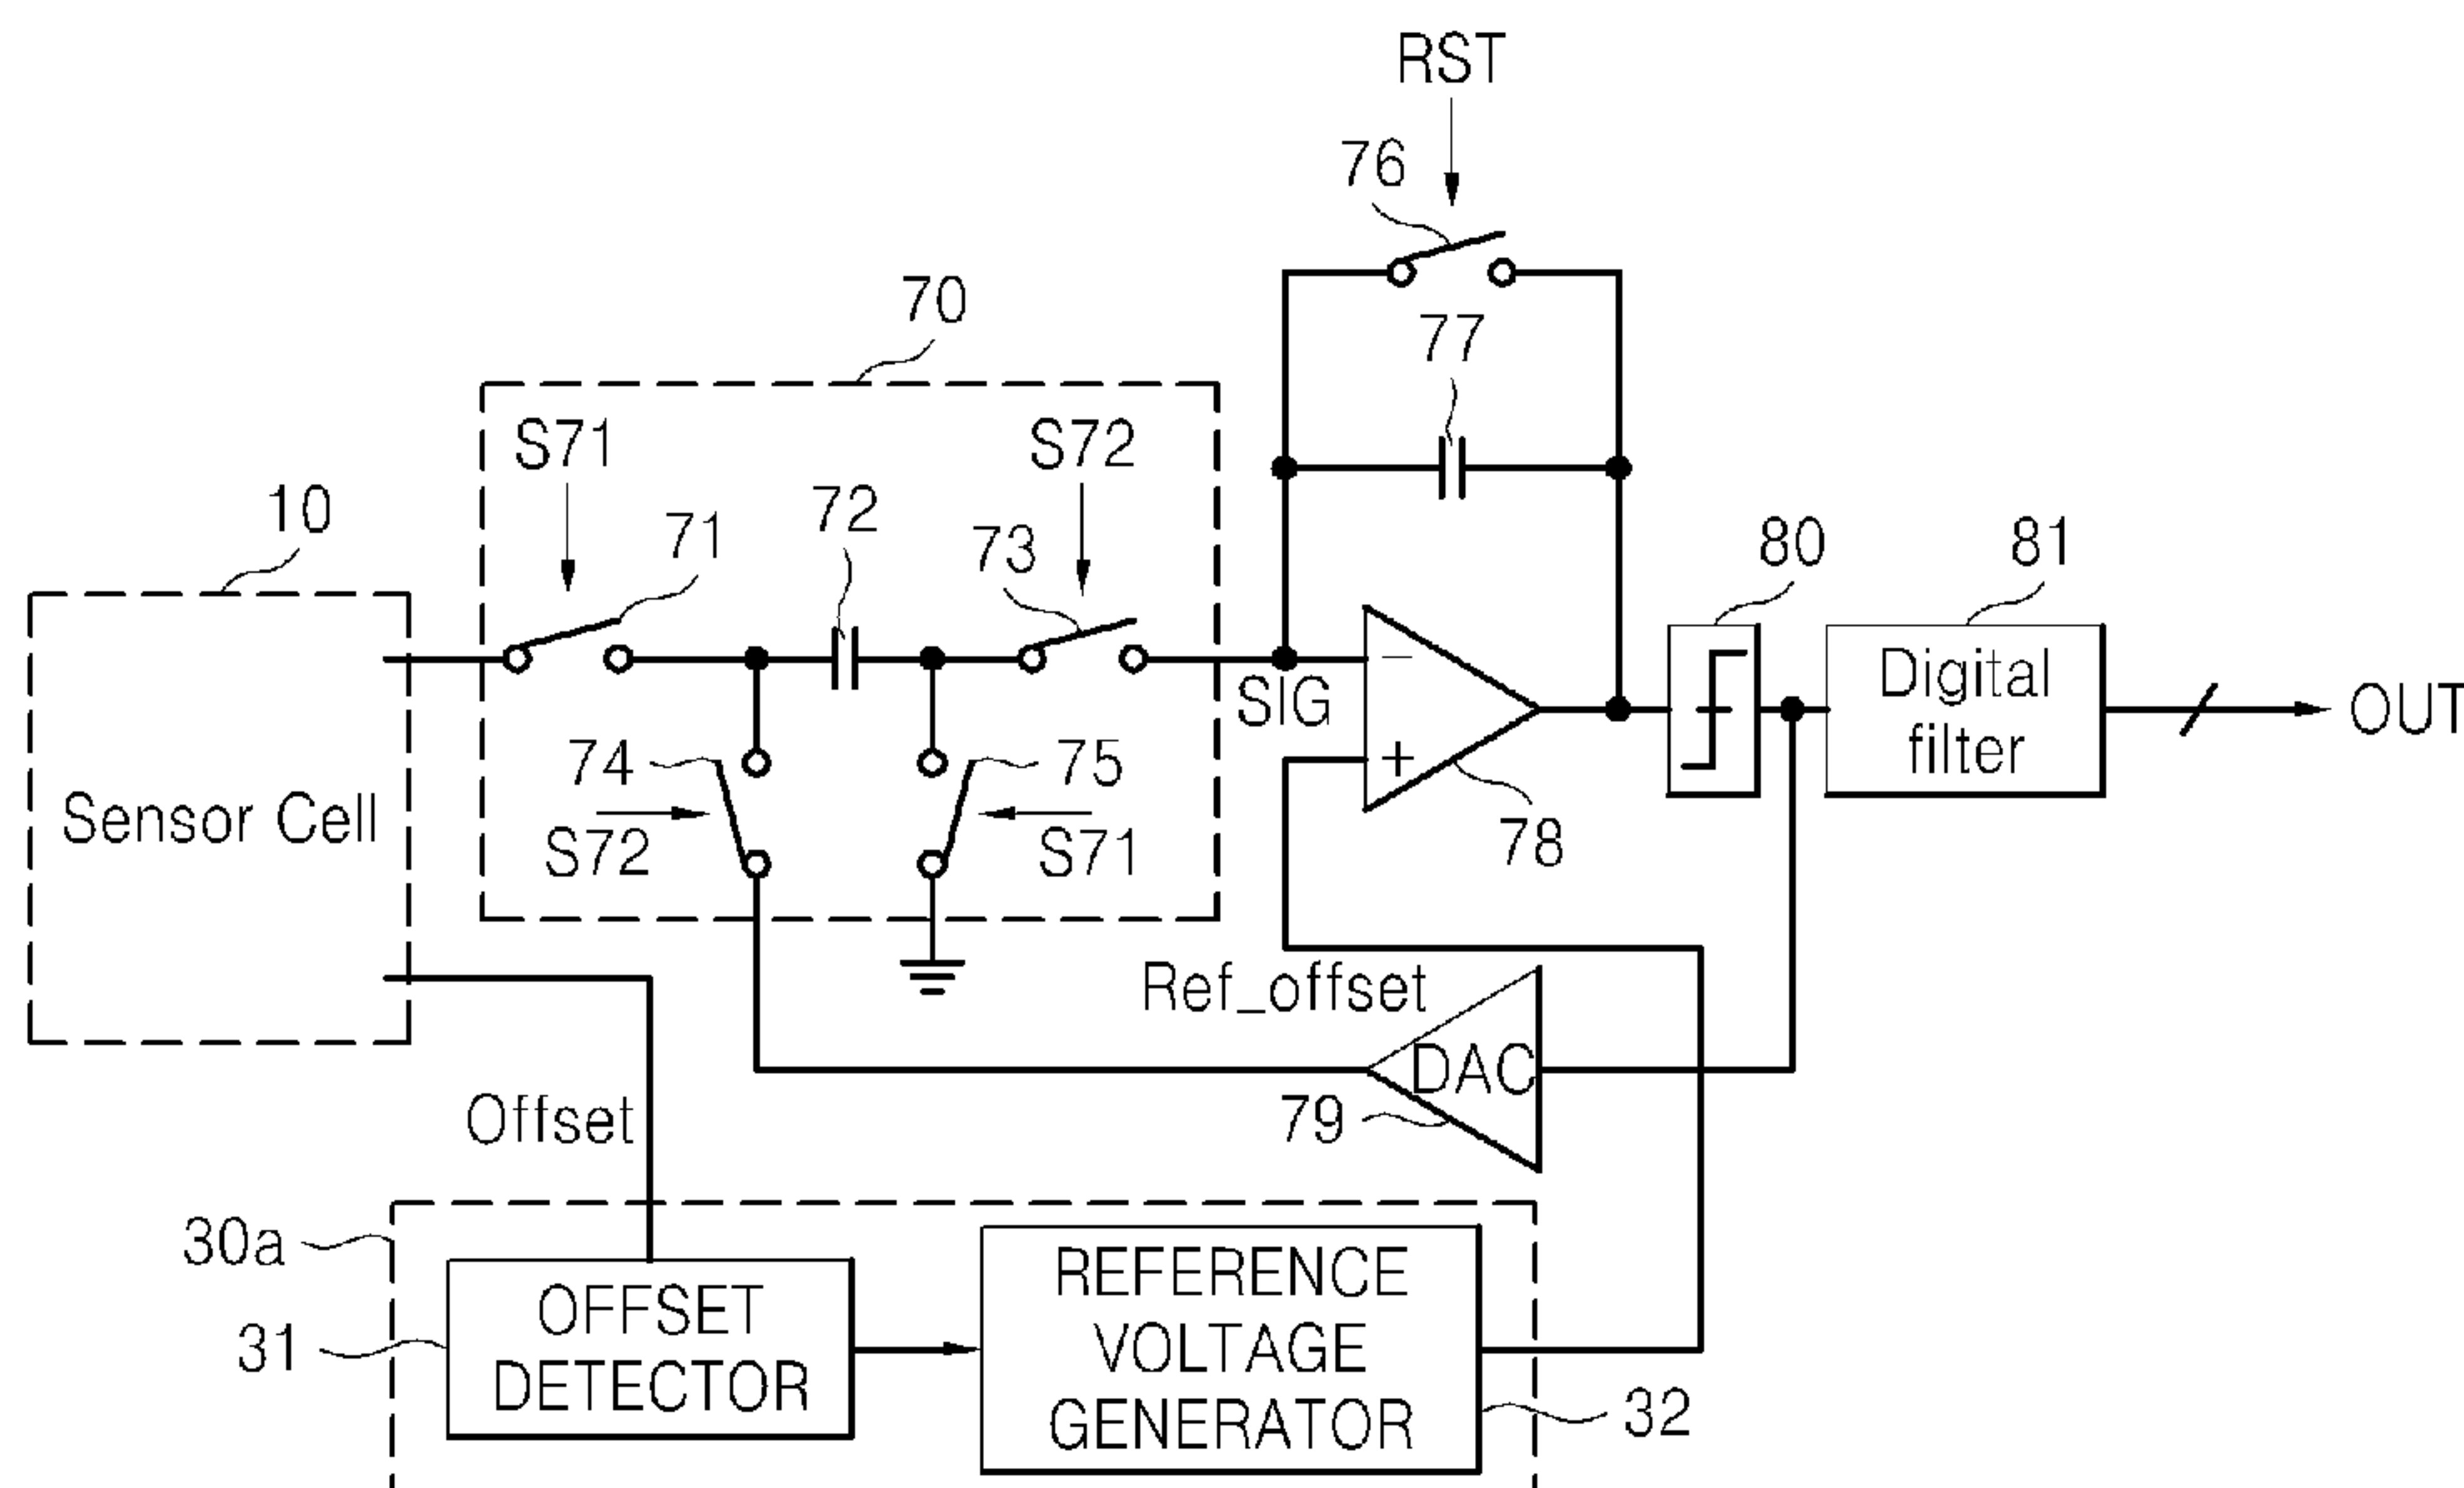 RST
76
70
77
S71
S72
10
71
72
73
80
81
Sensor Cell
SIG
−
+
Digital
filter
OUT
74
S72
75
S71
78
Ref_offset
DAC
79
Offset
30a
31
OFFSET
DETECTOR
REFERENCE
VOLTAGE
GENERATOR
32